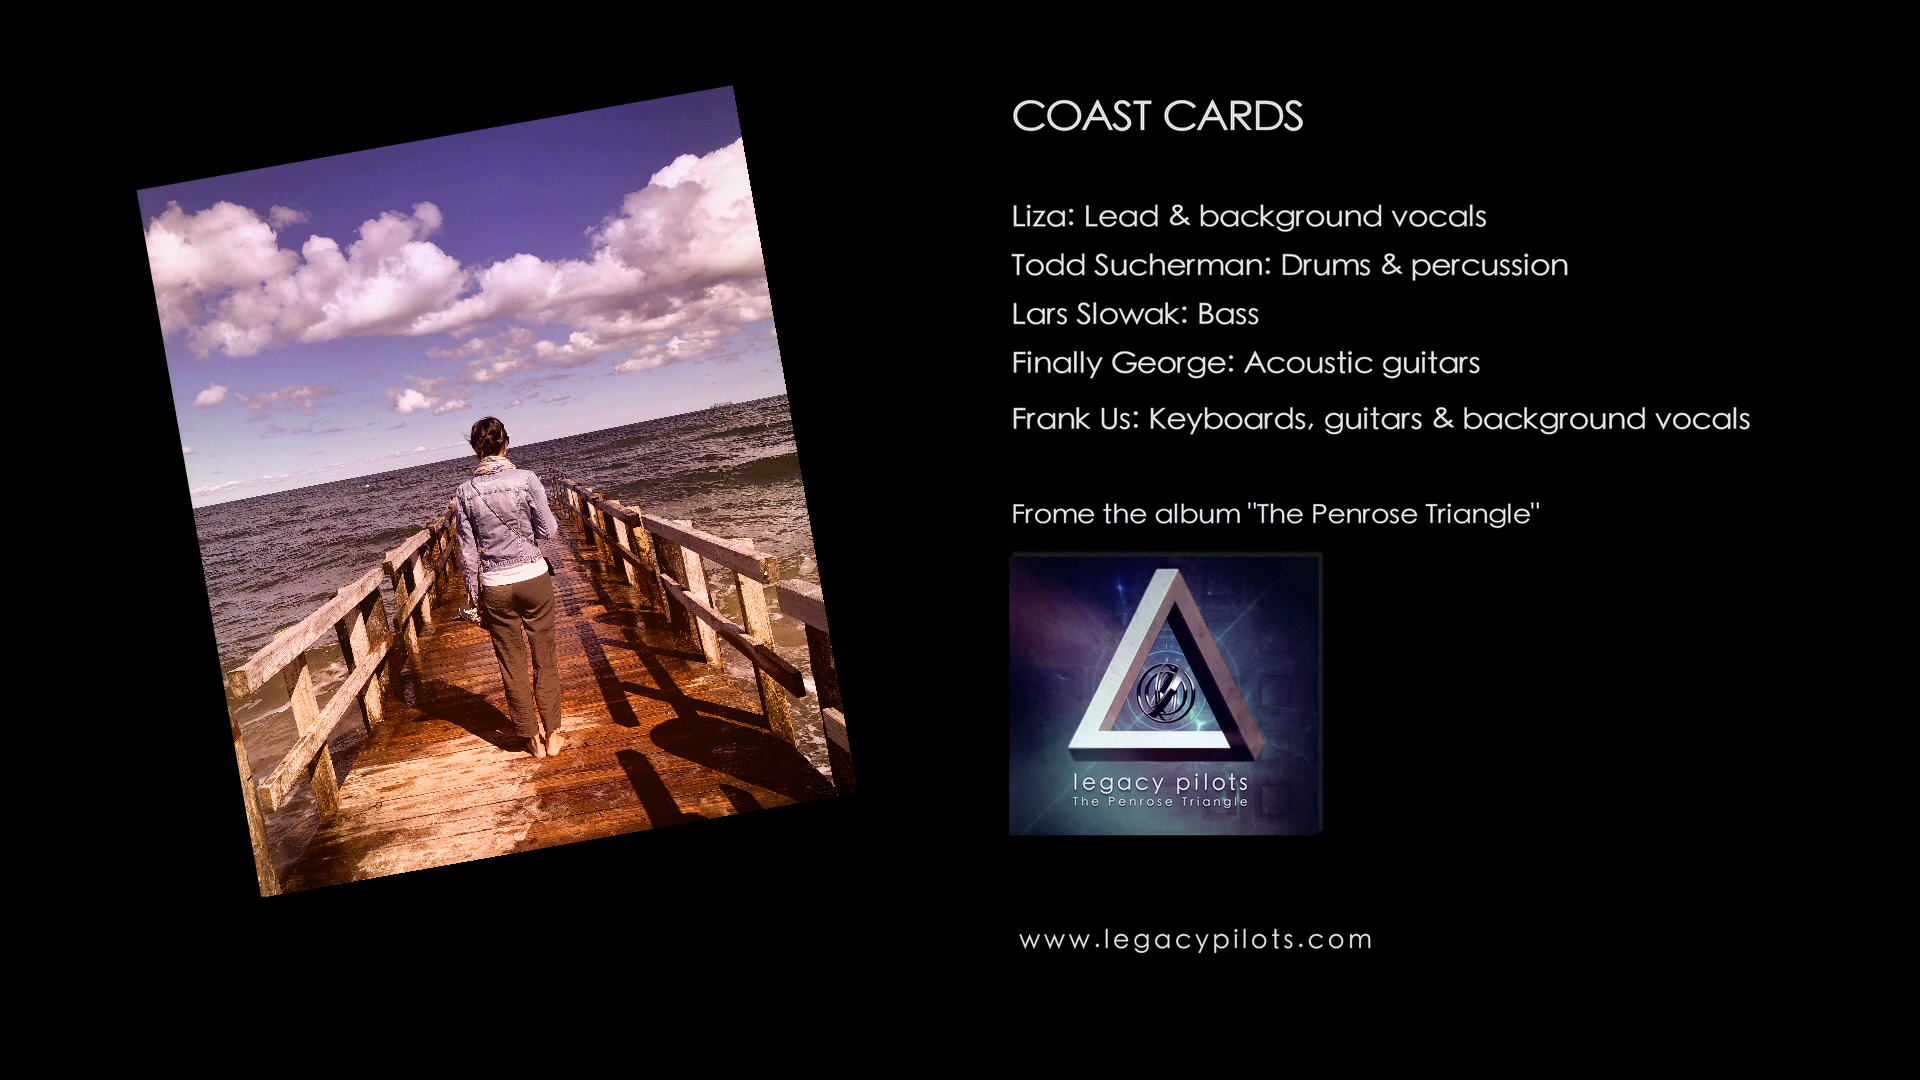 COAST CARDS
Liza: Lead & background vocals
Todd Sucherman: Drums & percussion
Lars Slowak: Bass
Finally George: Acoustic guitars
Frank Us: Keyboards, guitars & background vocals
Frome the album "The Penrose Triangle"
legacy pilots
The Penrose Triangle
www.legacypilots.com